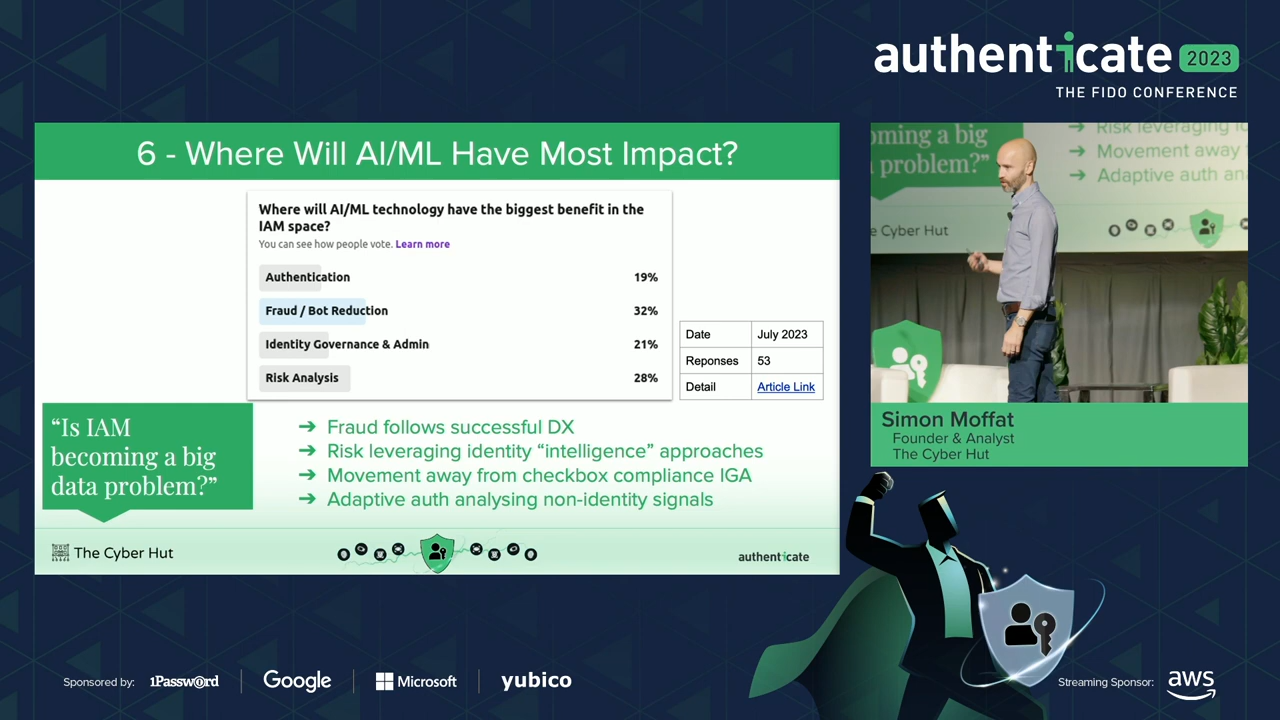 authenticate 2023
THE FIDO CONFERENCE
6 - Where Will AI/ML Have Most Impact?
Where will AI/ML technology have the biggest benefit in the
IAM space?
You can see how people vote. Learn more
Authentication 19%
Fraud / Bot Reduction 32%
Identity Governance & Admin 21%
Risk Analysis 28%
Date July 2023
Reponses 53
Detail Article Link
“Is IAM
becoming a big
data problem?”
➔ Fraud follows successful DX
➔ Risk leveraging identity “intelligence” approaches
➔ Movement away from checkbox compliance IGA
➔ Adaptive auth analysing non-identity signals
The Cyber Hut
authenticate
oming a big
problem?”
Risk leveraging
Movement away
Adaptive auth an
e Cyber Hut
Simon Moffat
Founder & Analyst
The Cyber Hut
Sponsored by: 1Password Google Microsoft yubico
Streaming Sponsor: aws